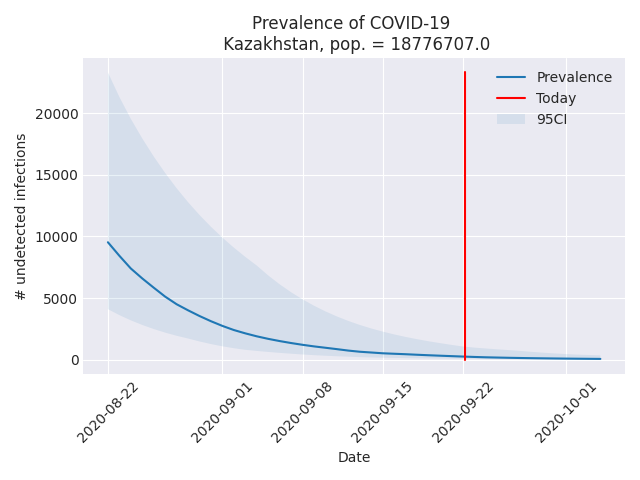 Prevalence of COVID-19
Kazakhstan, pop. = 18776707.0
Prevalence
Today
95CI
# undetected infections
20000
15000
10000
5000
0
2020-08-22
2020-09-01
2020-09-08
2020-09-15
2020-09-22
2020-10-01
Date